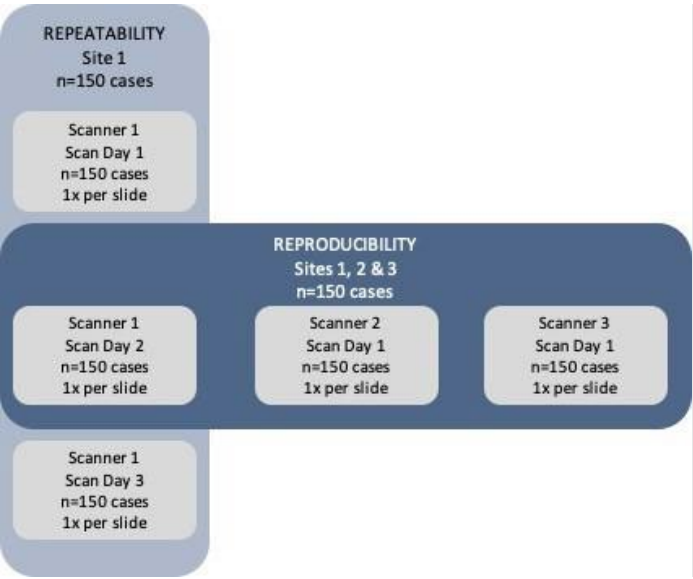 REPEATABILITY
Site 1
n=150 cases
Scanner 1
Scan Day 1
n=150 cases
1x per slide
REPRODUCIBILITY
Sites 1, 2 & 3
n=150 cases
Scanner 1
Scan Day 2
n=150 cases
1x per slide
Scanner 2
Scan Day 1
n=150 cases
1x per slide
Scanner 3
Scan Day 1
n=150 cases
1x per slide
Scanner 1
Scan Day 3
n=150 cases
1x per slide